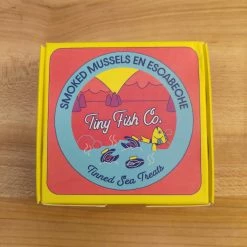 SMOKED MUSSELS EN ESCABECHE
Tiny Fish Co.
Tinned Sea Treats